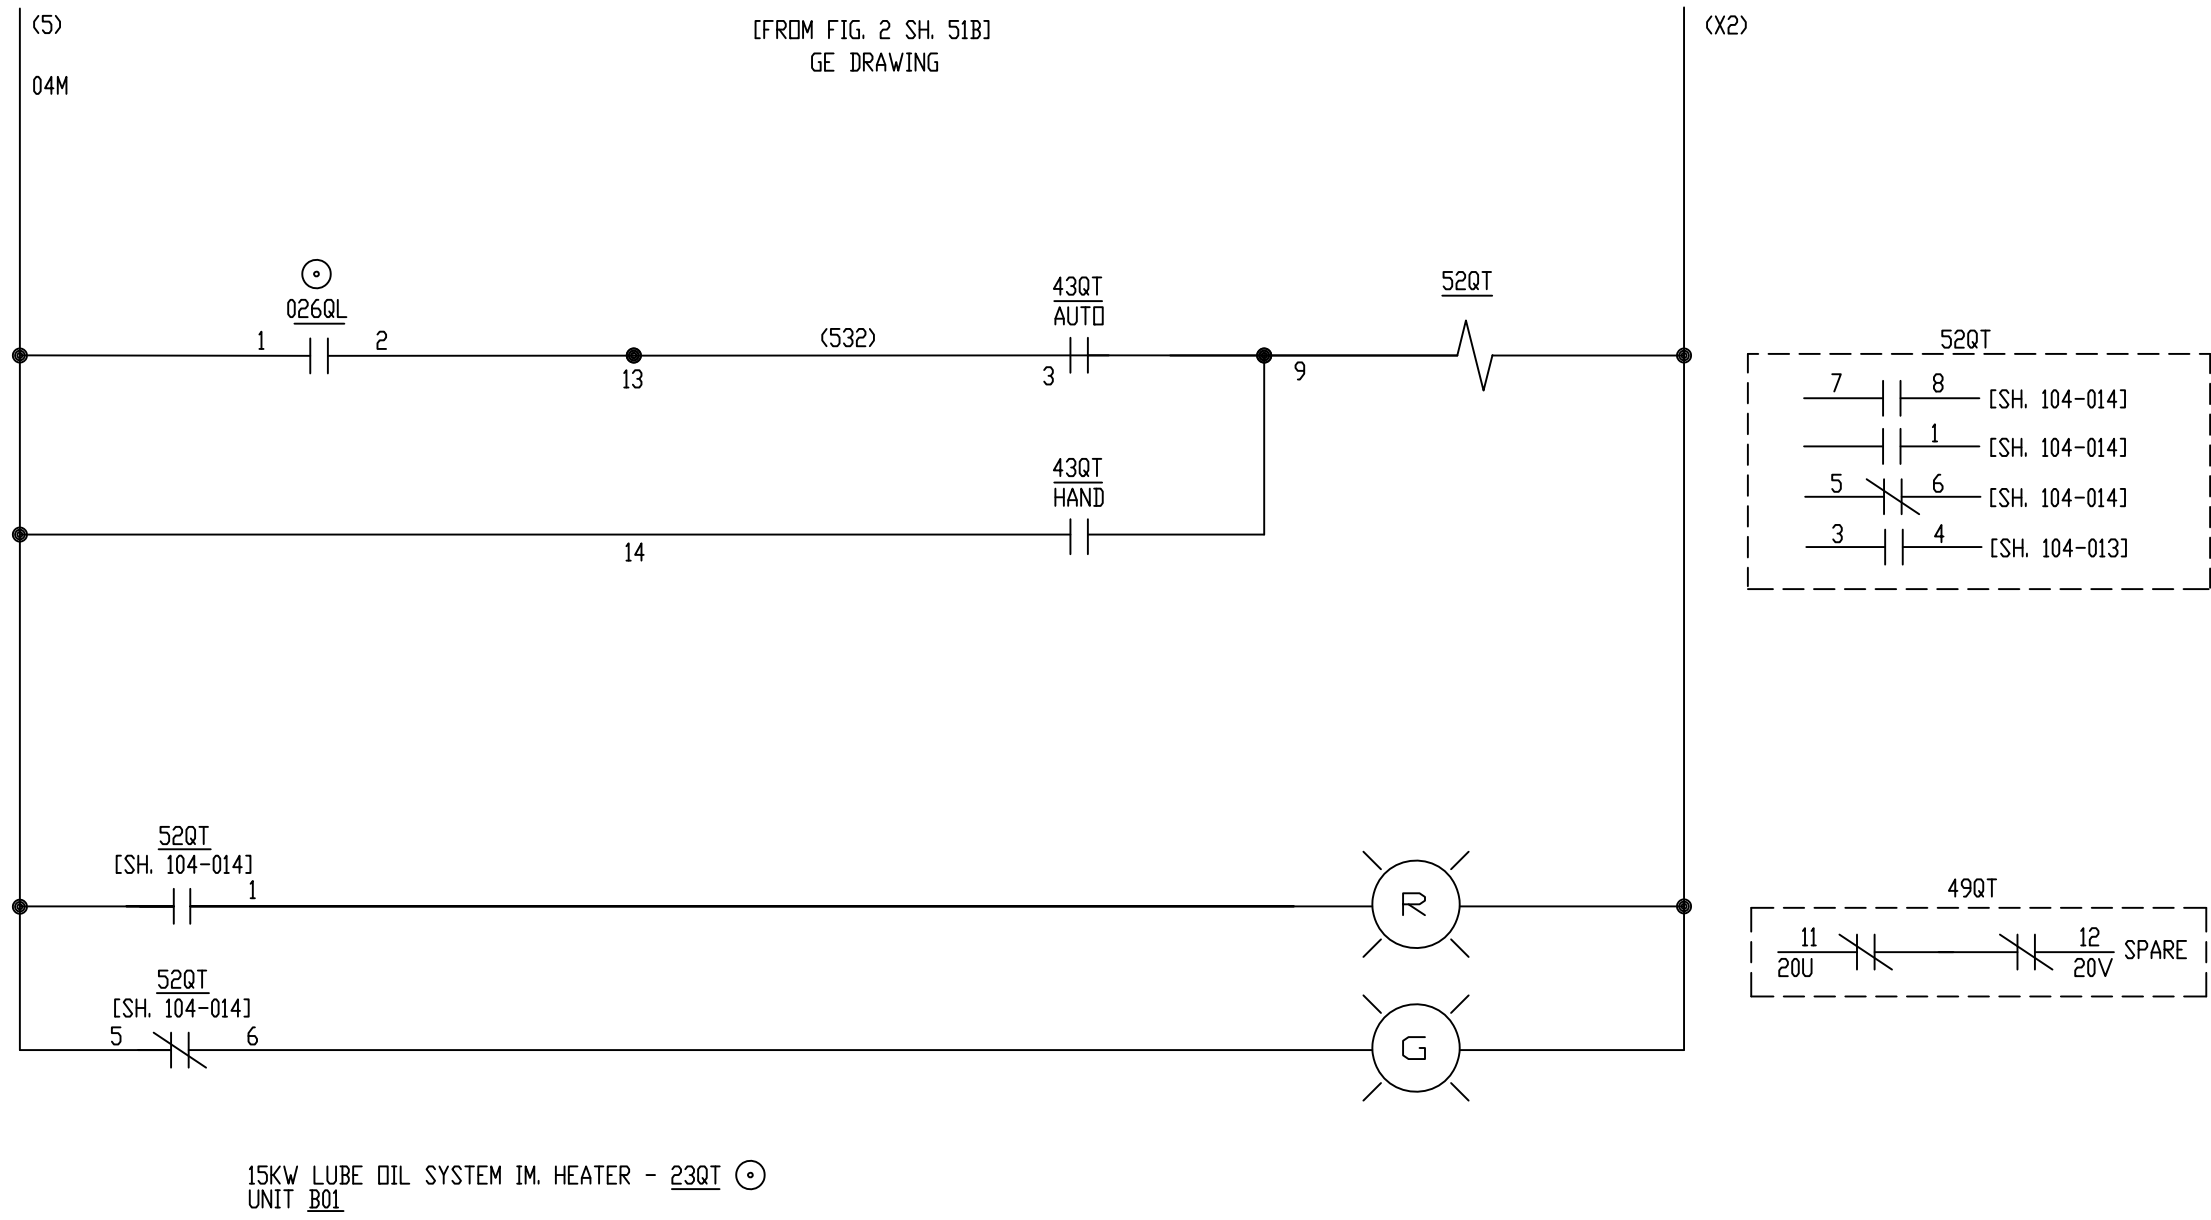 (5)
[FROM FIG. 2 SH. 51B]
(X2)
GE DRAWING
04M
026QL
1
2
13
(532)
43QT
AUTO
3
9
52QT
43QT
HAND
14
52QT
7 8 [SH. 104-014]
1 [SH. 104-014]
5 6 [SH. 104-014]
3 4 [SH. 104-013]
52QT
[SH. 104-014]
1
R
52QT
[SH. 104-014]
5 6
G
49QT
11 12 SPARE
20U 20V
15KW LUBE OIL SYSTEM IM. HEATER - 23QT
UNIT B01